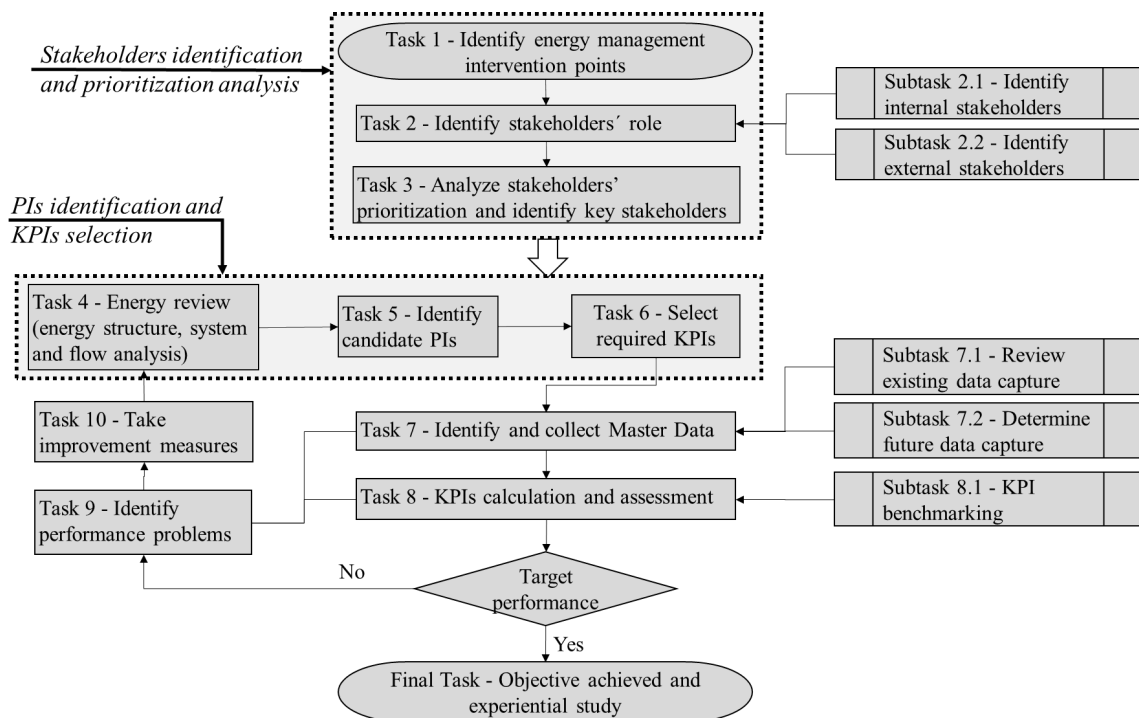 Stakeholders identification
and prioritization analysis
Task 1 - Identify energy management
intervention points
Task 2 - Identify stakeholders´ role
Subtask 2.1 - Identify
internal stakeholders
Subtask 2.2 - Identify
external stakeholders
Task 3 - Analyze stakeholders’
prioritization and identify key stakeholders
PIs identification and
KPIs selection
Task 4 - Energy review
(energy structure, system
and flow analysis)
Task 5 - Identify
candidate PIs
Task 6 - Select
required KPIs
Subtask 7.1 - Review
existing data capture
Subtask 7.2 - Determine
future data capture
Task 10 - Take
improvement measures
Task 7 - Identify and collect Master Data
Task 8 - KPIs calculation and assessment
Subtask 8.1 - KPI
benchmarking
Task 9 - Identify
performance problems
No
Target
performance
Yes
Final Task - Objective achieved and
experiential study